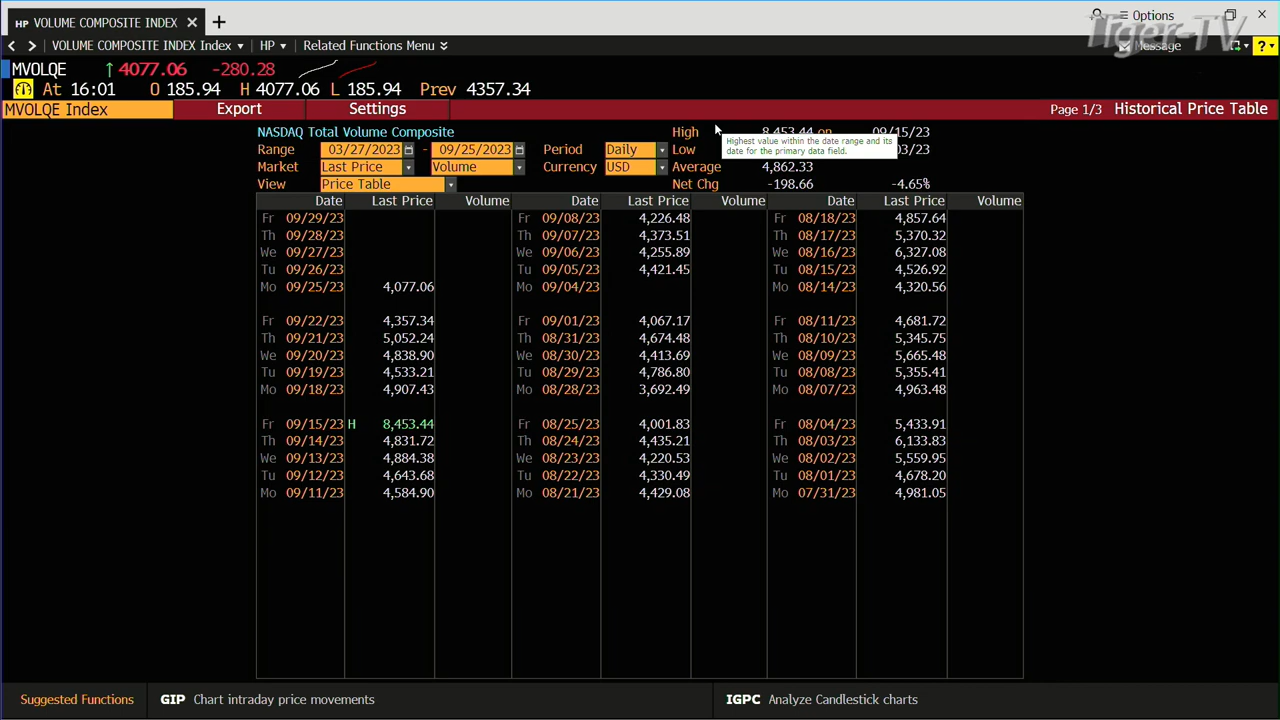 HP VOLUME COMPOSITE INDEX × +
Options
< > VOLUME COMPOSITE INDEX Index HP Related Functions Menu Message
Tiger-TV
MVOLQE ↑ 4077.06 -280.28
At 16:01 O 185.94 H 4077.06 L 185.94 Prev 4357.34
MVOLQE Index Export Settings Page 1/3 Historical Price Table
NASDAQ Total Volume Composite High 8,453.44 on 09/15/23
Highest value within the date range and its
date for the primary data field.
Range 03/27/2023 - 09/25/2023 Period Daily Low 03/23
Market Last Price Volume Currency USD Average 4,862.33
View Price Table Net Chg -198.66 -4.65%
Date Last Price Volume Date Last Price Volume Date Last Price Volume
Fr 09/29/23 Fr 09/08/23 4,226.48 Fr 08/18/23 4,857.64
Th 09/28/23 Th 09/07/23 4,373.51 Th 08/17/23 5,370.32
We 09/27/23 We 09/06/23 4,255.89 We 08/16/23 6,327.08
Tu 09/26/23 Tu 09/05/23 4,421.45 Tu 08/15/23 4,526.92
Mo 09/25/23 4,077.06 Mo 09/04/23 Mo 08/14/23 4,320.56
Fr 09/22/23 4,357.34 Fr 09/01/23 4,067.17 Fr 08/11/23 4,681.72
Th 09/21/23 5,052.24 Th 08/31/23 4,674.48 Th 08/10/23 5,345.75
We 09/20/23 4,838.90 We 08/30/23 4,413.69 We 08/09/23 5,665.48
Tu 09/19/23 4,533.21 Tu 08/29/23 4,786.80 Tu 08/08/23 5,355.41
Mo 09/18/23 4,907.43 Mo 08/28/23 3,692.49 Mo 08/07/23 4,963.48
Fr 09/15/23 H 8,453.44 Fr 08/25/23 4,001.83 Fr 08/04/23 5,433.91
Th 09/14/23 4,831.72 Th 08/24/23 4,435.21 Th 08/03/23 6,133.83
We 09/13/23 4,884.38 We 08/23/23 4,220.53 We 08/02/23 5,559.95
Tu 09/12/23 4,643.68 Tu 08/22/23 4,330.49 Tu 08/01/23 4,678.20
Mo 09/11/23 4,584.90 Mo 08/21/23 4,429.08 Mo 07/31/23 4,981.05
Suggested Functions GIP Chart intraday price movements IGPC Analyze Candlestick charts